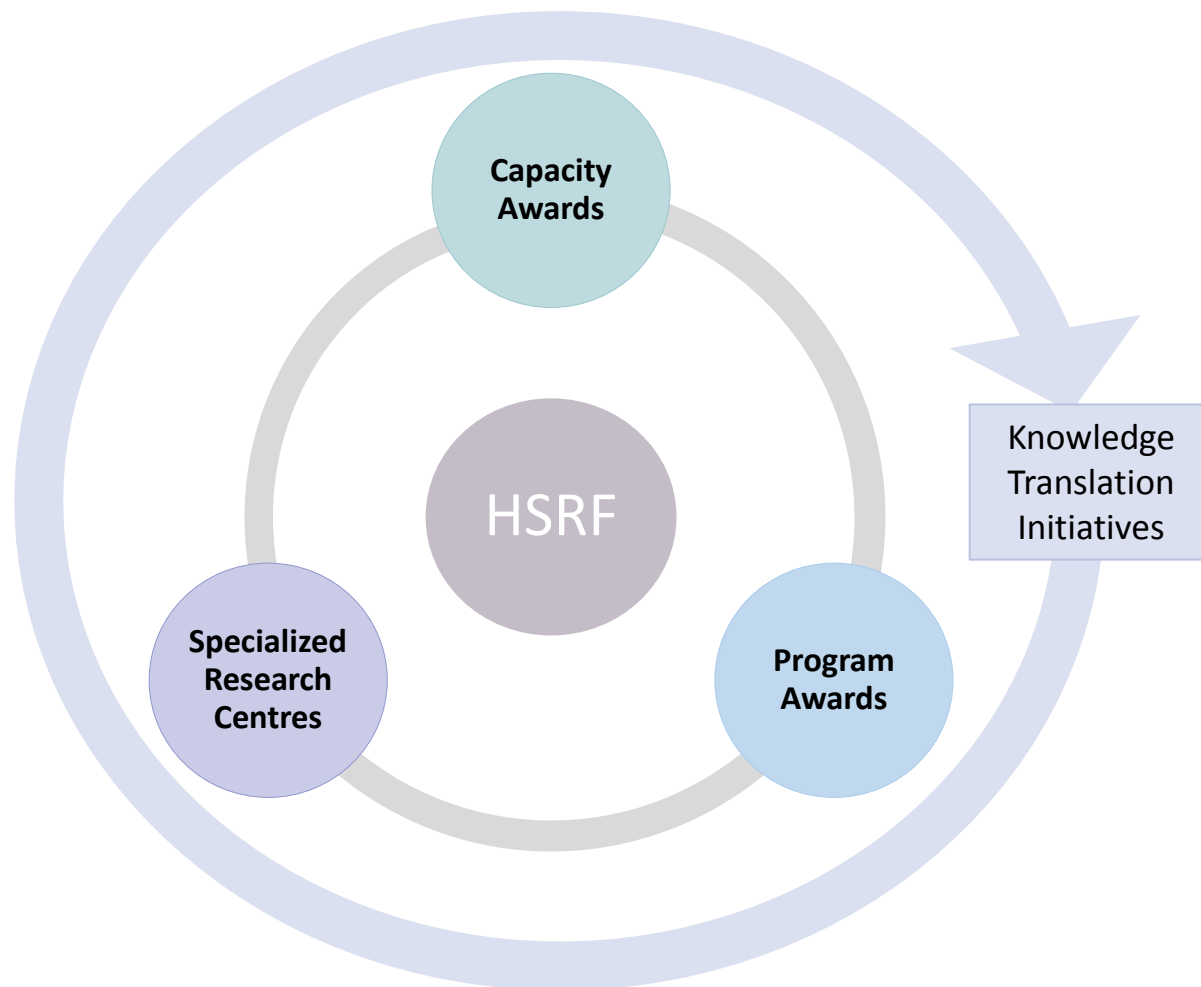 Capacity
Awards
HSRF
Knowledge
Translation
Initiatives
Specialized
Research
Centres
Program
Awards